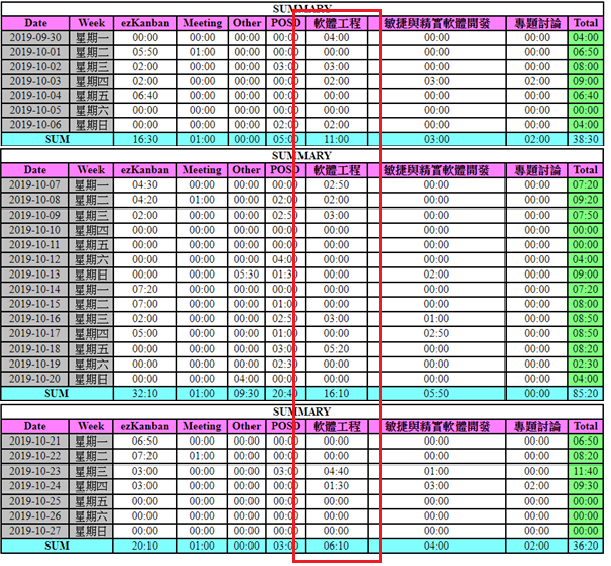 SUMMARY
Date Week ezKanban Meeting Other POSD 軟體工程 敏捷與精實軟體開發 專題討論 Total
2019-09-30 星期一 00:00 00:00 00:00 00:00 04:00 00:00 00:00 04:00
2019-10-01 星期二 05:50 01:00 00:00 00:00 00:00 00:00 00:00 06:50
2019-10-02 星期三 02:00 00:00 00:00 03:00 03:00 00:00 00:00 08:00
2019-10-03 星期四 02:00 00:00 00:00 00:00 02:00 03:00 02:00 09:00
2019-10-04 星期五 06:40 00:00 00:00 00:00 00:00 00:00 00:00 06:40
2019-10-05 星期六 00:00 00:00 00:00 00:00 00:00 00:00 00:00 00:00
2019-10-06 星期日 00:00 00:00 00:00 02:00 02:00 00:00 00:00 04:00
SUM 16:30 01:00 00:00 05:00 11:00 03:00 02:00 38:30
SUMMARY
Date Week ezKanban Meeting Other POSD 軟體工程 敏捷與精實軟體開發 專題討論 Total
2019-10-07 星期一 04:30 00:00 00:00 00:00 02:50 00:00 00:00 07:20
2019-10-08 星期二 04:20 01:00 00:00 02:00 02:00 00:00 00:00 09:20
2019-10-09 星期三 02:00 00:00 00:00 02:50 03:00 00:00 00:00 07:50
2019-10-10 星期四 00:00 00:00 00:00 00:00 00:00 00:00 00:00 00:00
2019-10-11 星期五 00:00 00:00 00:00 00:00 00:00 00:00 00:00 00:00
2019-10-12 星期六 00:00 00:00 00:00 04:00 00:00 00:00 00:00 04:00
2019-10-13 星期日 00:00 00:00 05:30 01:30 00:00 02:00 00:00 09:00
2019-10-14 星期一 07:20 00:00 00:00 00:00 00:00 00:00 00:00 07:20
2019-10-15 星期二 07:00 00:00 00:00 01:00 00:00 00:00 00:00 08:00
2019-10-16 星期三 02:00 00:00 00:00 02:50 03:00 01:00 00:00 08:50
2019-10-17 星期四 05:00 00:00 00:00 01:00 00:00 02:50 00:00 08:50
2019-10-18 星期五 00:00 00:00 00:00 03:00 05:20 00:00 00:00 08:20
2019-10-19 星期六 00:00 00:00 00:00 02:30 00:00 00:00 00:00 02:30
2019-10-20 星期日 00:00 00:00 04:00 00:00 00:00 00:00 00:00 04:00
SUM 32:10 01:00 09:30 20:40 16:10 05:50 00:00 85:20
SUMMARY
Date Week ezKanban Meeting Other POSD 軟體工程 敏捷與精實軟體開發 專題討論 Total
2019-10-21 星期一 06:50 00:00 00:00 00:00 00:00 00:00 00:00 06:50
2019-10-22 星期二 07:20 01:00 00:00 00:00 00:00 00:00 00:00 08:20
2019-10-23 星期三 03:00 00:00 00:00 03:00 04:40 01:00 00:00 11:40
2019-10-24 星期四 03:00 00:00 00:00 00:00 01:30 03:00 02:00 09:30
2019-10-25 星期五 00:00 00:00 00:00 00:00 00:00 00:00 00:00 00:00
2019-10-26 星期六 00:00 00:00 00:00 00:00 00:00 00:00 00:00 00:00
2019-10-27 星期日 00:00 00:00 00:00 00:00 00:00 00:00 00:00 00:00
SUM 20:10 01:00 00:00 03:00 06:10 04:00 02:00 36:20